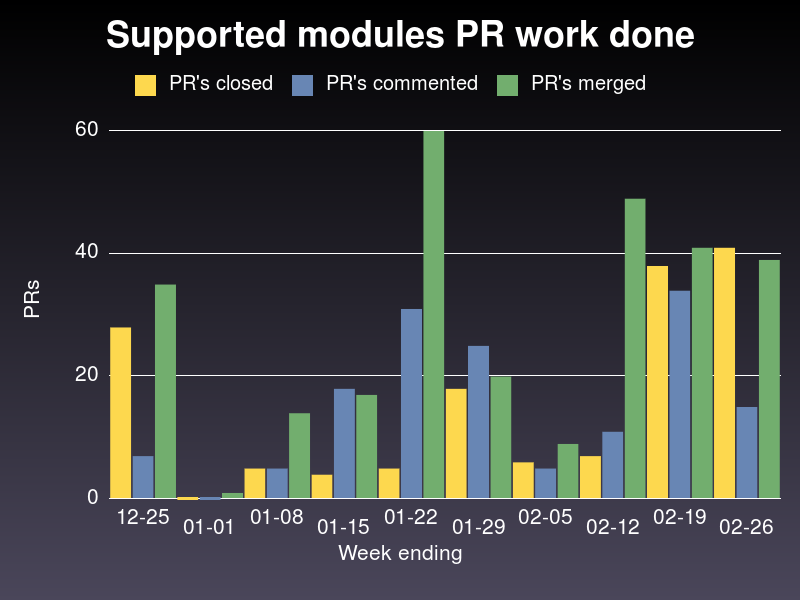 Supported modules PR work done
PR's closed PR's commented PR's merged
60
40
20
0
PRs
12-25 01-01 01-08 01-15 01-22 01-29 02-05 02-12 02-19 02-26
Week ending